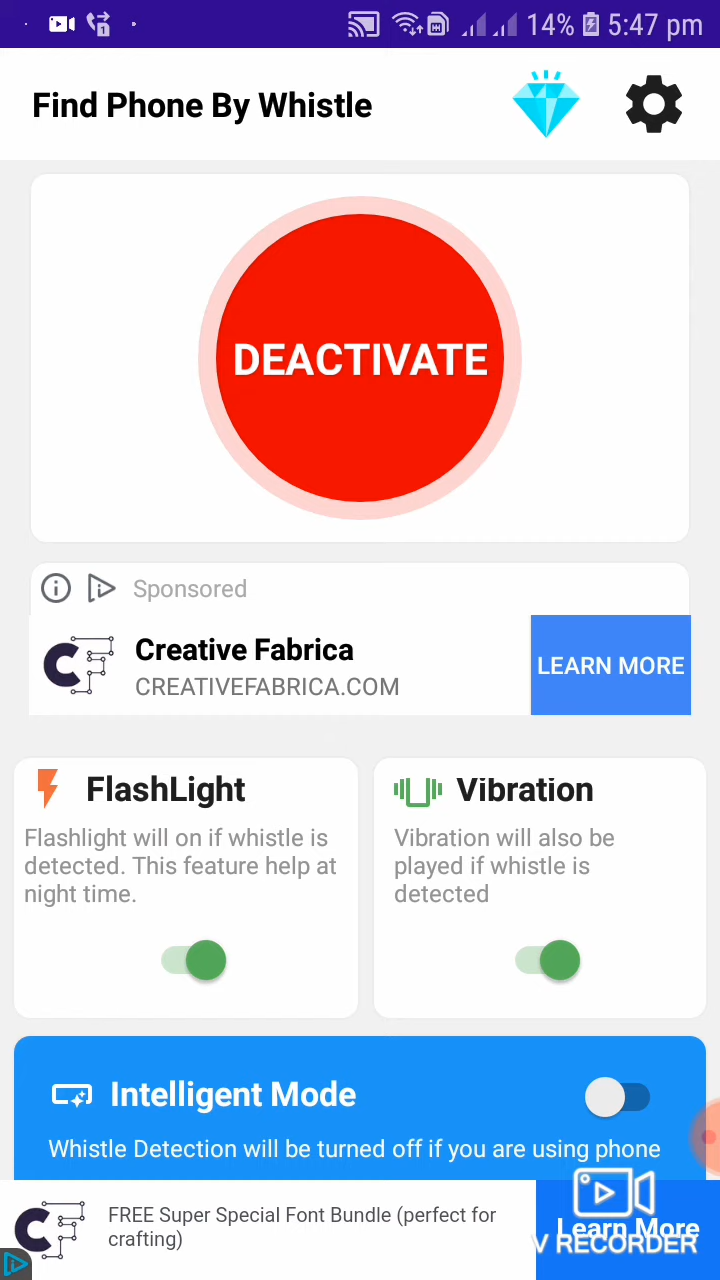 14% 5:47 pm
Find Phone By Whistle
DEACTIVATE
Sponsored
Creative Fabrica
CREATIVEFABRICA.COM
LEARN MORE
FlashLight
Flashlight will on if whistle is
detected. This feature help at
night time.
Vibration
Vibration will also be
played if whistle is
detected
Intelligent Mode
Whistle Detection will be turned off if you are using phone
FREE Super Special Font Bundle (perfect for
crafting)
Learn More
V RECORDER